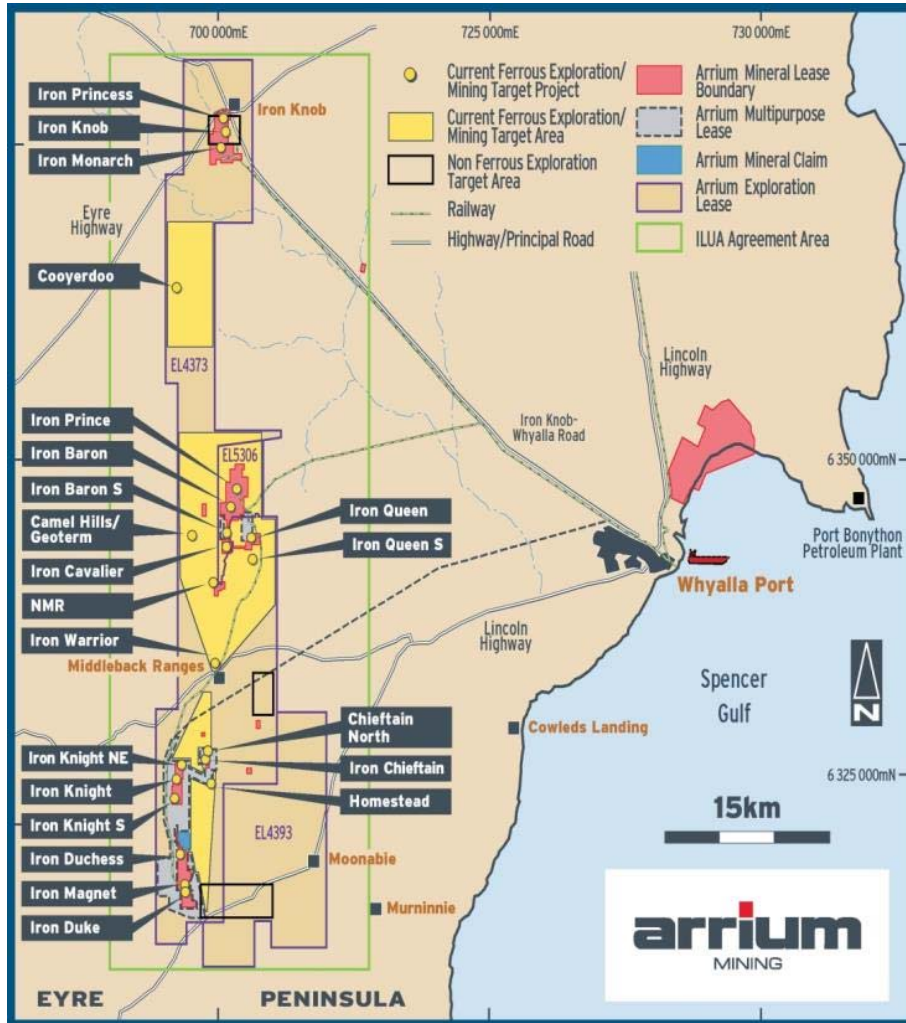 700 000mE
725 000mE
730 000mE
Iron Princess
Iron Knob
Iron Monarch
Iron Knob
Eyre
Highway
Cooyerdoo
EL4373
Current Ferrous Exploration/
Mining Target Project
Current Ferrous Exploration/
Mining Target Area
Non Ferrous Exploration
Target Area
Railway
Highway/Principal Road
Arrium Mineral Lease
Boundary
Arrium Multipurpose
Lease
Arrium Mineral Claim
Arrium Exploration
Lease
ILUA Agreement Area
Lincoln
Highway
Iron Knob-
Whyalla Road
6 350 000mN
Port Bonython
Petroleum Plant
Whyalla Port
Iron Prince
Iron Baron
Iron Baron S
Camel Hills/
Geoterm
Iron Cavalier
NMR
Iron Warrior
EL5306
Iron Queen
Iron Queen S
Middleback Ranges
Lincoln
Highway
Spencer
Gulf
N
Cowleds Landing
6 325 000mN
Chieftain
North
Iron Chieftain
Homestead
Iron Knight NE
Iron Knight
Iron Knight S
Iron Duchess
Iron Magnet
Iron Duke
EL4393
Moonabie
Murninnie
15km
arrium
MINING
EYRE PENINSULA